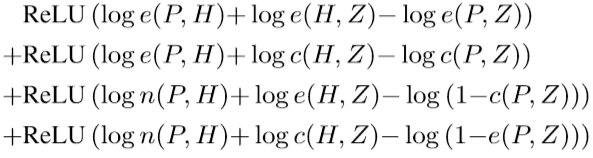 ReLU (log e(P, H)+ log e(H, Z)− log e(P, Z))
+ReLU (log e(P, H)+ log c(H, Z)− log c(P, Z))
+ReLU (log n(P, H)+ log e(H, Z)− log (1−c(P, Z)))
+ReLU (log n(P, H)+ log c(H, Z)− log (1−e(P, Z)))